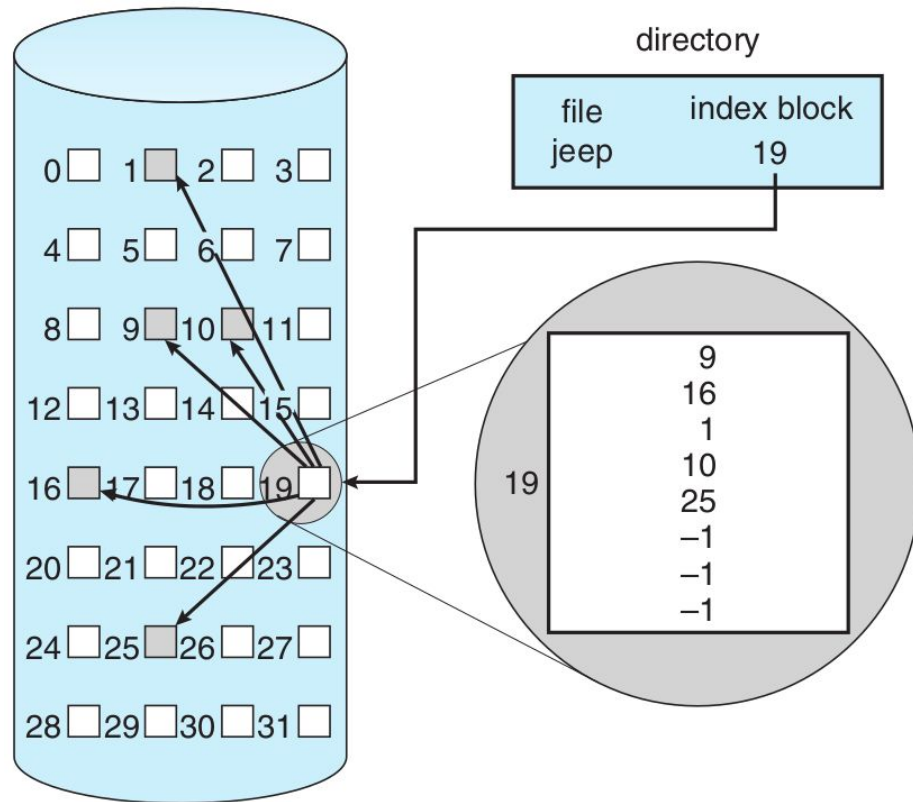 directory
file index block
jeep 19
0 1 2 3
4 5 6 7
8 9 10 11
12 13 14 15
16 17 18 19
20 21 22 23
24 25 26 27
28 29 30 31
19
9
16
1
10
25
–1
–1
–1